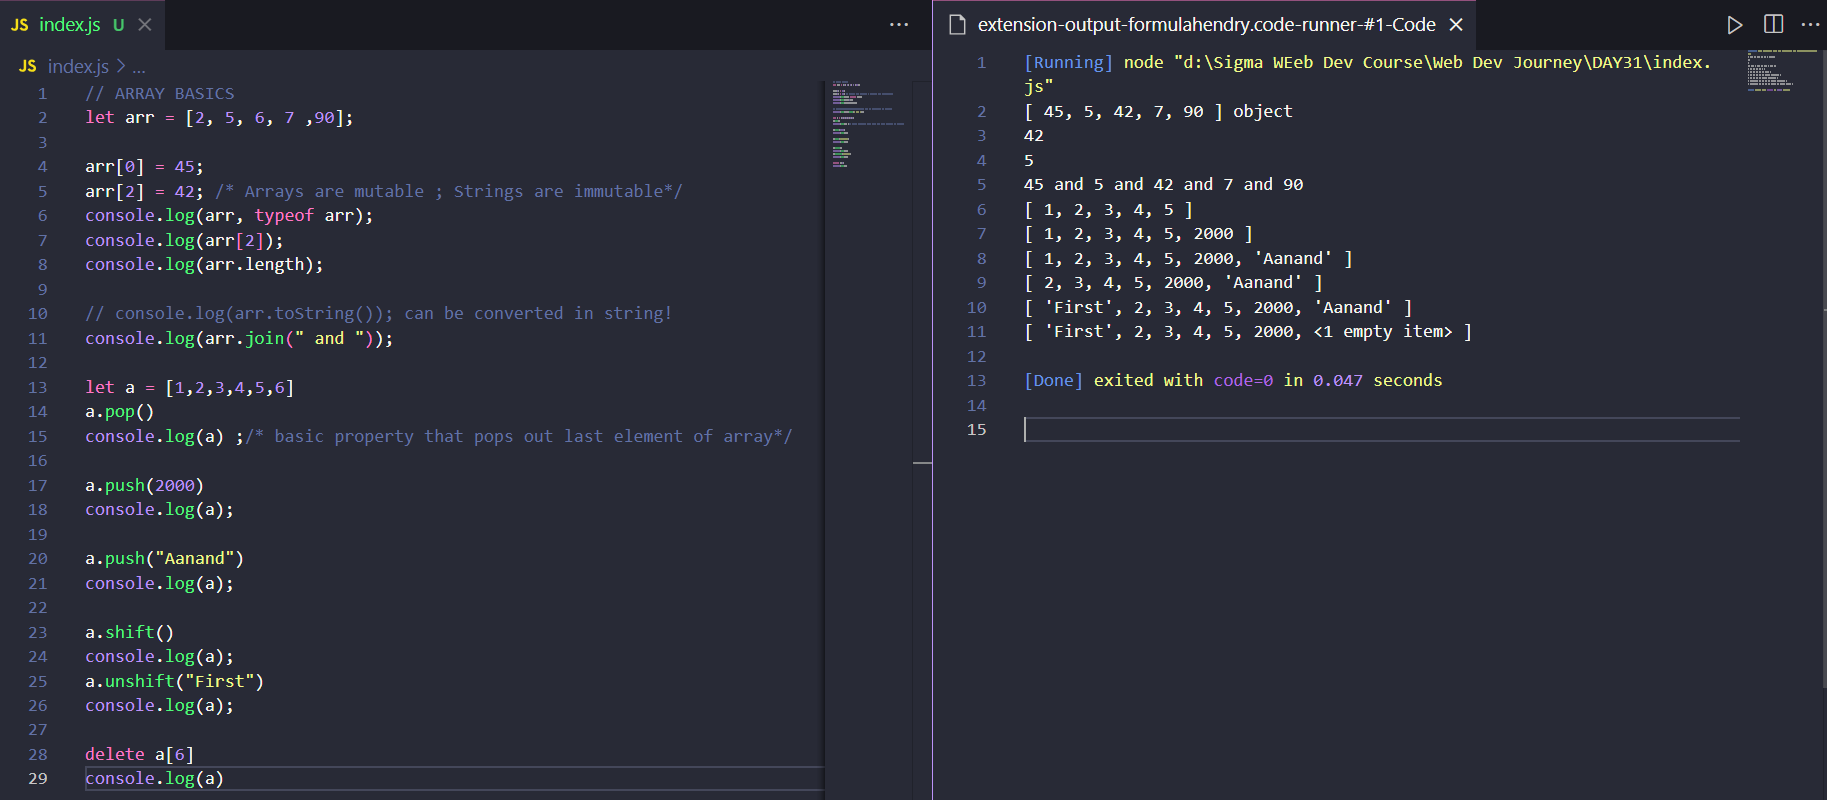 JS index.js U
JS index.js > ...
1 // ARRAY BASICS
2 let arr = [2, 5, 6, 7 ,90];
3
4 arr[0] = 45;
5 arr[2] = 42; /* Arrays are mutable ; Strings are immutable*/
6 console.log(arr, typeof arr);
7 console.log(arr[2]);
8 console.log(arr.length);
9
10 // console.log(arr.toString()); can be converted in string!
11 console.log(arr.join(" and "));
12
13 let a = [1,2,3,4,5,6]
14 a.pop()
15 console.log(a) ;/* basic property that pops out last element of array*/
16
17 a.push(2000)
18 console.log(a);
19
20 a.push("Aanand")
21 console.log(a);
22
23 a.shift()
24 console.log(a);
25 a.unshift("First")
26 console.log(a);
27
28 delete a[6]
29 console.log(a)
extension-output-formulahendry.code-runner-#1-Code
1 [Running] node "d:\Sigma WEeb Dev Course\Web Dev Journey\DAY31\index.
js"
2 [ 45, 5, 42, 7, 90 ] object
3 42
4 5
5 45 and 5 and 42 and 7 and 90
6 [ 1, 2, 3, 4, 5 ]
7 [ 1, 2, 3, 4, 5, 2000 ]
8 [ 1, 2, 3, 4, 5, 2000, 'Aanand' ]
9 [ 2, 3, 4, 5, 2000, 'Aanand' ]
10 [ 'First', 2, 3, 4, 5, 2000, 'Aanand' ]
11 [ 'First', 2, 3, 4, 5, 2000, <1 empty item> ]
12
13 [Done] exited with code=0 in 0.047 seconds
14
15